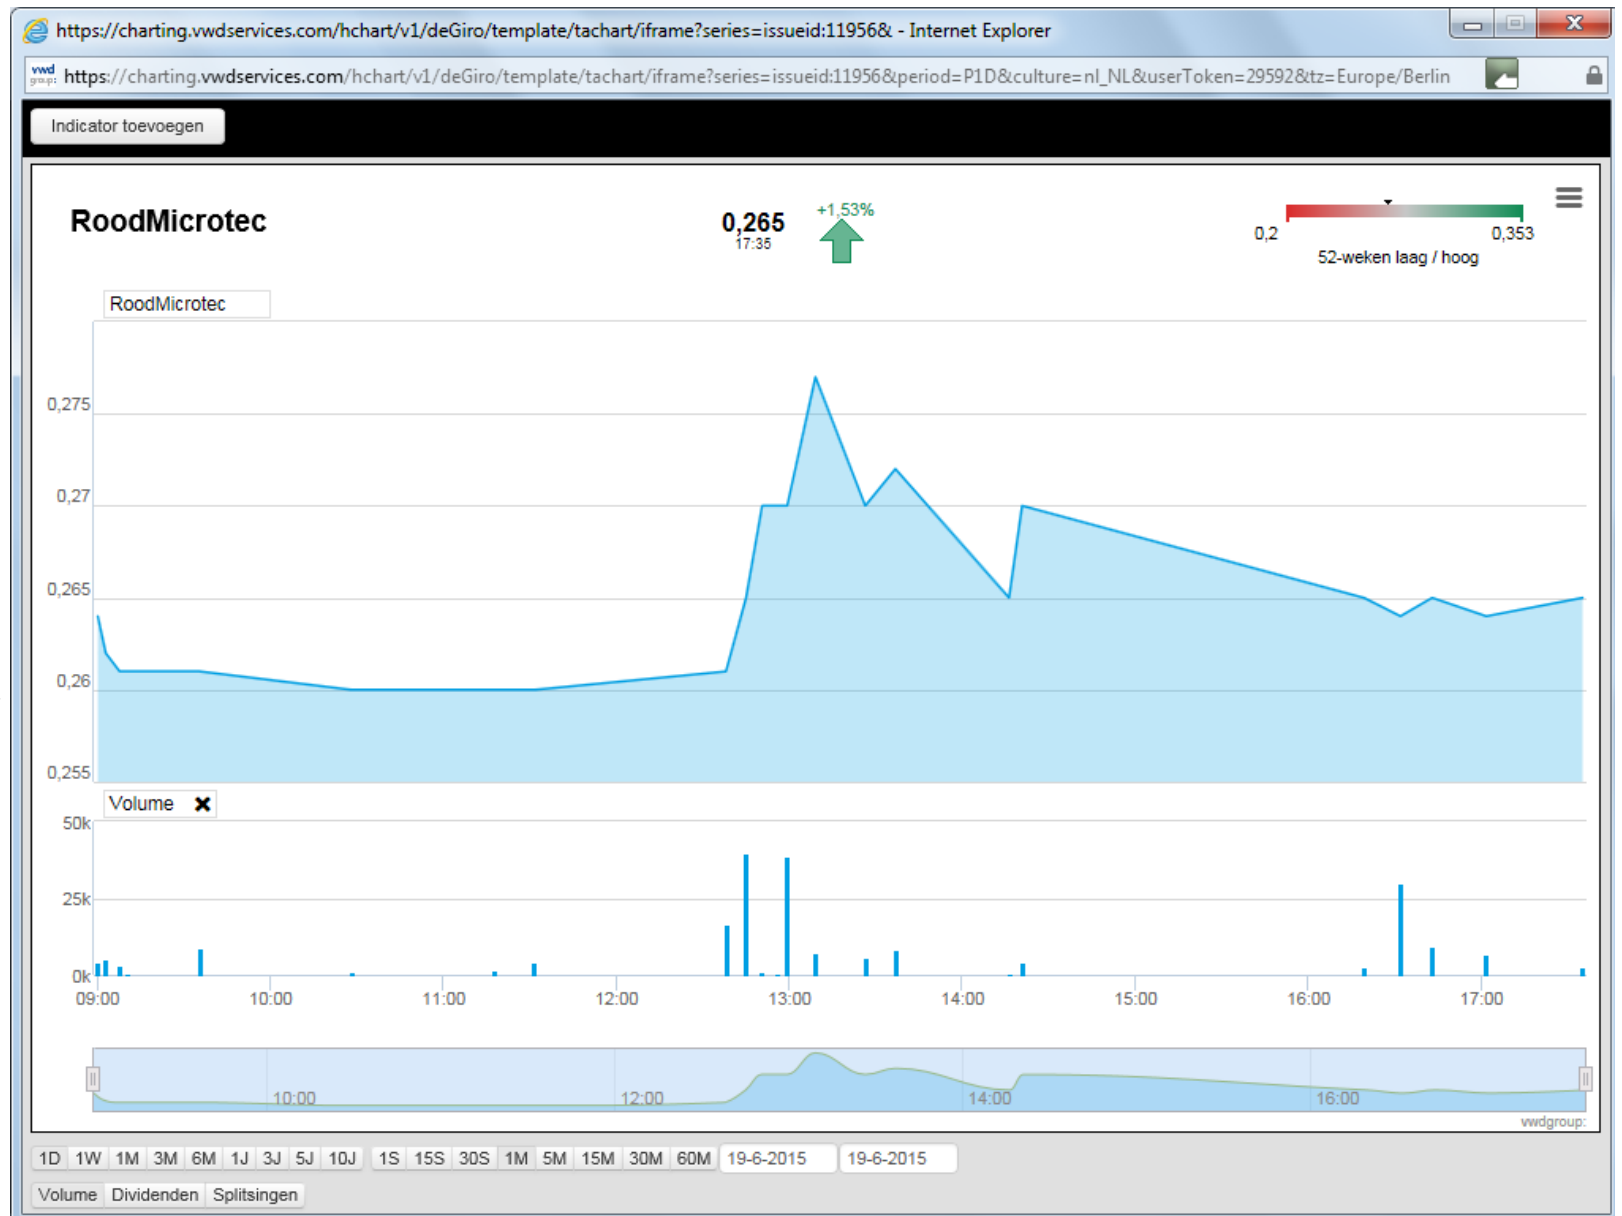 https://charting.vwdservices.com/hchart/v1/deGiro/template/tachart/iframe?series=issueid:11956& - Internet Explorer
vwd group: https://charting.vwdservices.com/hchart/v1/deGiro/template/tachart/iframe?series=issueid:11956&period=P1D&culture=nl_NL&userToken=29592&tz=Europe/Berlin
Indicator toevoegen
RoodMicrotec
0,265
17:35
+1,53%
0,2
0,353
52-weken laag / hoog
RoodMicrotec
0,275
0,27
0,265
0,26
0,255
Volume
50k
25k
0k
09:00 10:00 11:00 12:00 13:00 14:00 15:00 16:00 17:00
10:00 12:00 14:00 16:00
vwdgroup:
1D 1W 1M 3M 6M 1J 3J 5J 10J 1S 15S 30S 1M 5M 15M 30M 60M 19-6-2015 19-6-2015
Volume Dividenden Splitsingen